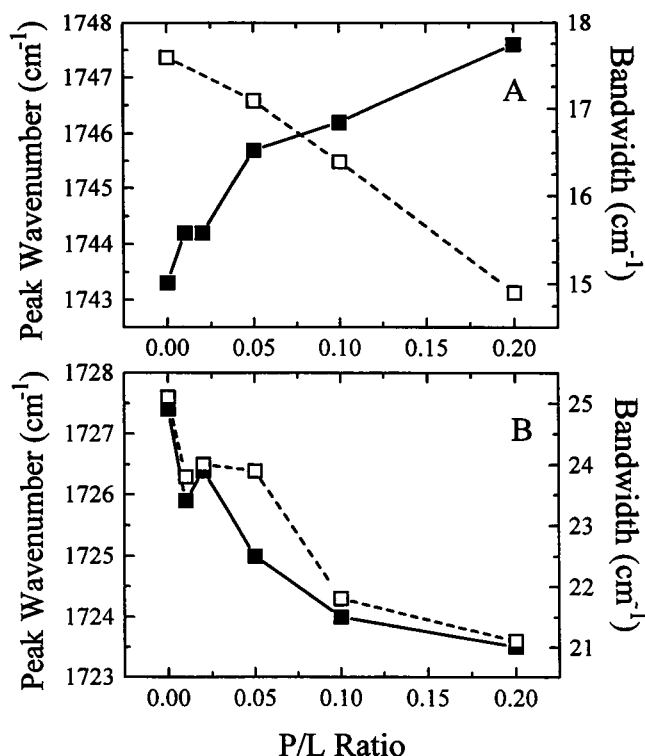 1748
1747
1746
1745
1744
1743
Peak Wavenumber (cm⁻¹)
18
17
16
15
Bandwidth (cm⁻¹)
A
0.00 0.05 0.10 0.15 0.20
1728
1727
1726
1725
1724
1723
Peak Wavenumber (cm⁻¹)
25
24
23
22
21
Bandwidth (cm⁻¹)
B
0.00 0.05 0.10 0.15 0.20
P/L Ratio